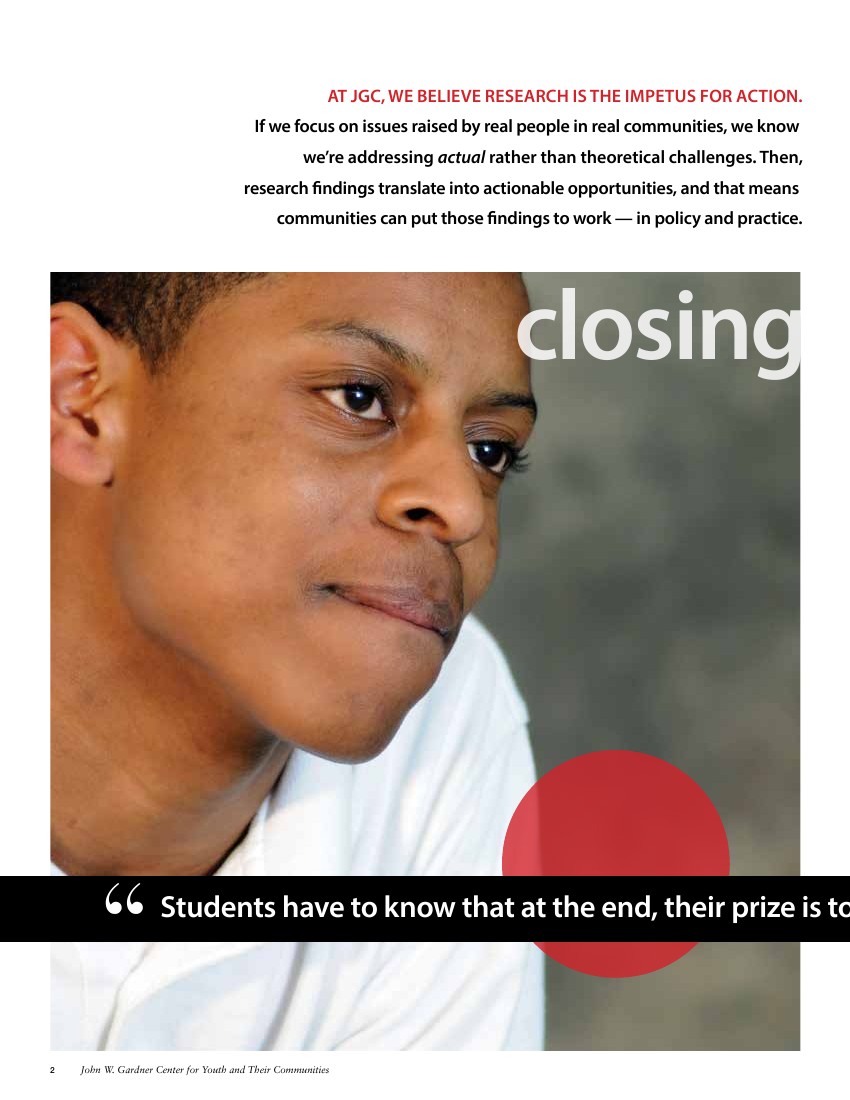 AT JGC, WE BELIEVE RESEARCH IS THE IMPETUS FOR ACTION.
If we focus on issues raised by real people in real communities, we know
we’re addressing actual rather than theoretical challenges. Then,
research findings translate into actionable opportunities, and that means
communities can put those findings to work — in policy and practice.
closing
“ Students have to know that at the end, their prize is to
2 John W. Gardner Center for Youth and Their Communities